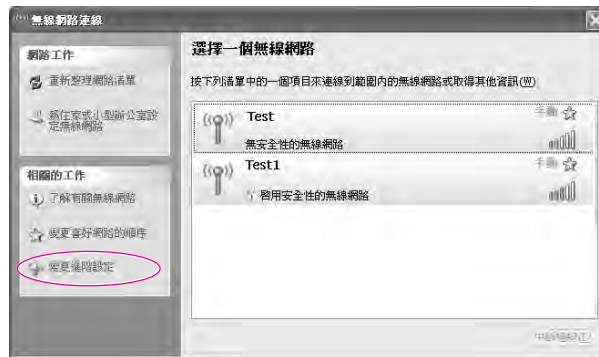 無線網路連線
網路工作
重新整理網路清單
為住家或小型辦公室設
定無線網路
相關的工作
了解有關無線網路
變更喜好網路的順序
變更進階設定
選擇一個無線網路
按下列清單中的一個項目來連線到範圍內的無線網路或取得其他資訊(W)
Test
手動
無安全性的無線網路
Test1
手動
啟用安全性的無線網路